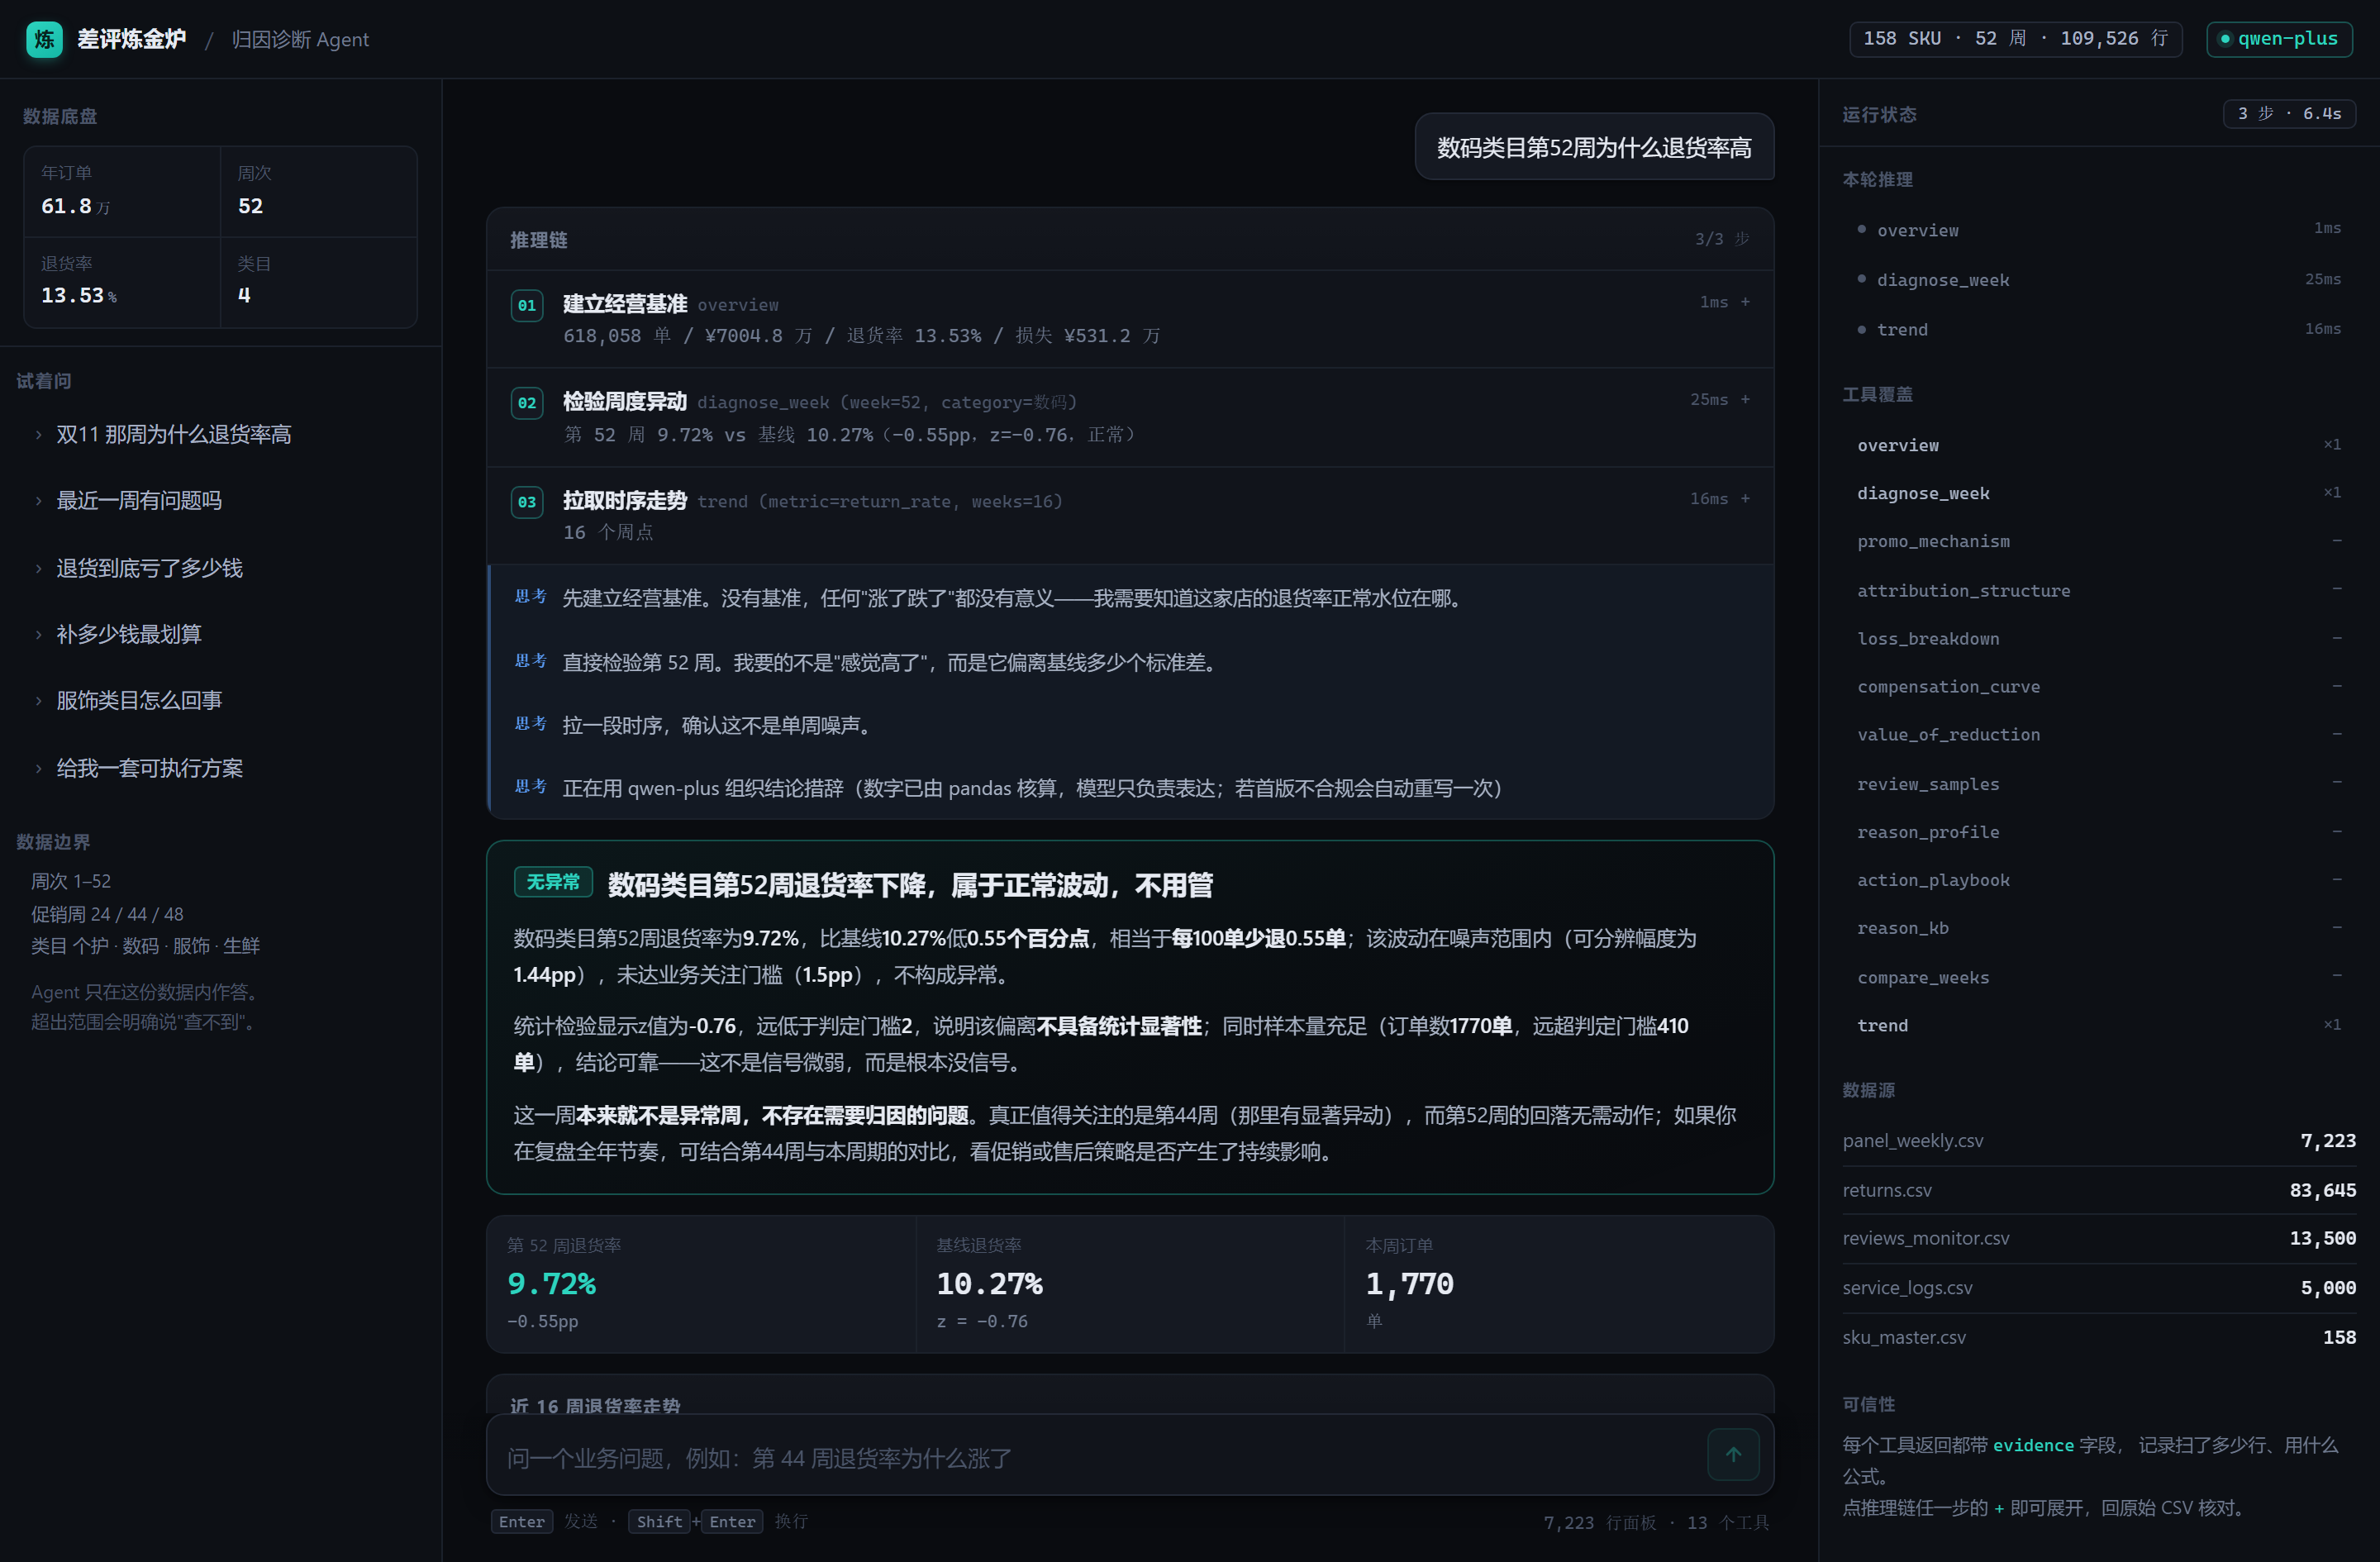 炼 差评炼金炉 / 归因诊断 Agent
158 SKU · 52 周 · 109,526 行
qwen-plus
数据底盘
年订单
61.8 万
周次
52
退货率
13.53%
类目
4
试着问
› 双11 那周为什么退货率高
› 最近一周有问题吗
› 退货到底亏了多少钱
› 补多少钱最划算
› 服饰类目怎么回事
› 给我一套可执行方案
数据边界
周次 1–52
促销周 24 / 44 / 48
类目 个护 · 数码 · 服饰 · 生鲜
Agent 只在这份数据内作答。
超出范围会明确说"查不到"。
数码类目第52周为什么退货率高
推理链
3/3 步
01 建立经营基准 overview
1ms +
618,058 单 / ¥7004.8 万 / 退货率 13.53% / 损失 ¥531.2 万
02 检验周度异动 diagnose_week (week=52, category=数码)
25ms +
第 52 周 9.72% vs 基线 10.27%（−0.55pp，z=−0.76，正常）
03 拉取时序走势 trend (metric=return_rate, weeks=16)
16ms +
16 个周点
思考 先建立经营基准。没有基准，任何"涨了跌了"都没有意义——我需要知道这家店的退货率正常水位在哪。
思考 直接检验第 52 周。我要的不是"感觉高了"，而是它偏离基线多少个标准差。
思考 拉一段时序，确认这不是单周噪声。
思考 正在用 qwen-plus 组织结论措辞（数字已由 pandas 核算，模型只负责表达；若首版不合规会自动重写一次）
无异常 数码类目第52周退货率下降，属于正常波动，不用管
数码类目第52周退货率为9.72%，比基线10.27%低0.55个百分点，相当于每100单少退0.55单；该波动在噪声范围内（可分辨幅度为
1.44pp），未达业务关注门槛（1.5pp），不构成异常。
统计检验显示z值为-0.76，远低于判定门槛2，说明该偏离不具备统计显著性；同时样本量充足（订单数1770单，远超判定门槛410
单），结论可靠——这不是信号微弱，而是根本没信号。
这一周本来就不是异常周，不存在需要归因的问题。真正值得关注的是第44周（那里有显著异动），而第52周的回落无需动作；如果你
在复盘全年节奏，可结合第44周与本周期的对比，看促销或售后策略是否产生了持续影响。
第 52 周退货率
9.72%
−0.55pp
基线退货率
10.27%
z = −0.76
本周订单
1,770
单
近 16 周退货率走势
问一个业务问题，例如：第 44 周退货率为什么涨了
Enter 发送 · Shift+Enter 换行
7,223 行面板 · 13 个工具
运行状态
3 步 · 6.4s
本轮推理
overview 1ms
diagnose_week 25ms
trend 16ms
工具覆盖
overview ×1
diagnose_week ×1
promo_mechanism —
attribution_structure —
loss_breakdown —
compensation_curve —
value_of_reduction —
review_samples —
reason_profile —
action_playbook —
reason_kb —
compare_weeks —
trend ×1
数据源
panel_weekly.csv 7,223
returns.csv 83,645
reviews_monitor.csv 13,500
service_logs.csv 5,000
sku_master.csv 158
可信性
每个工具返回都带 evidence 字段， 记录扫了多少行、用什么
公式。
点推理链任一步的 + 即可展开，回原始 CSV 核对。